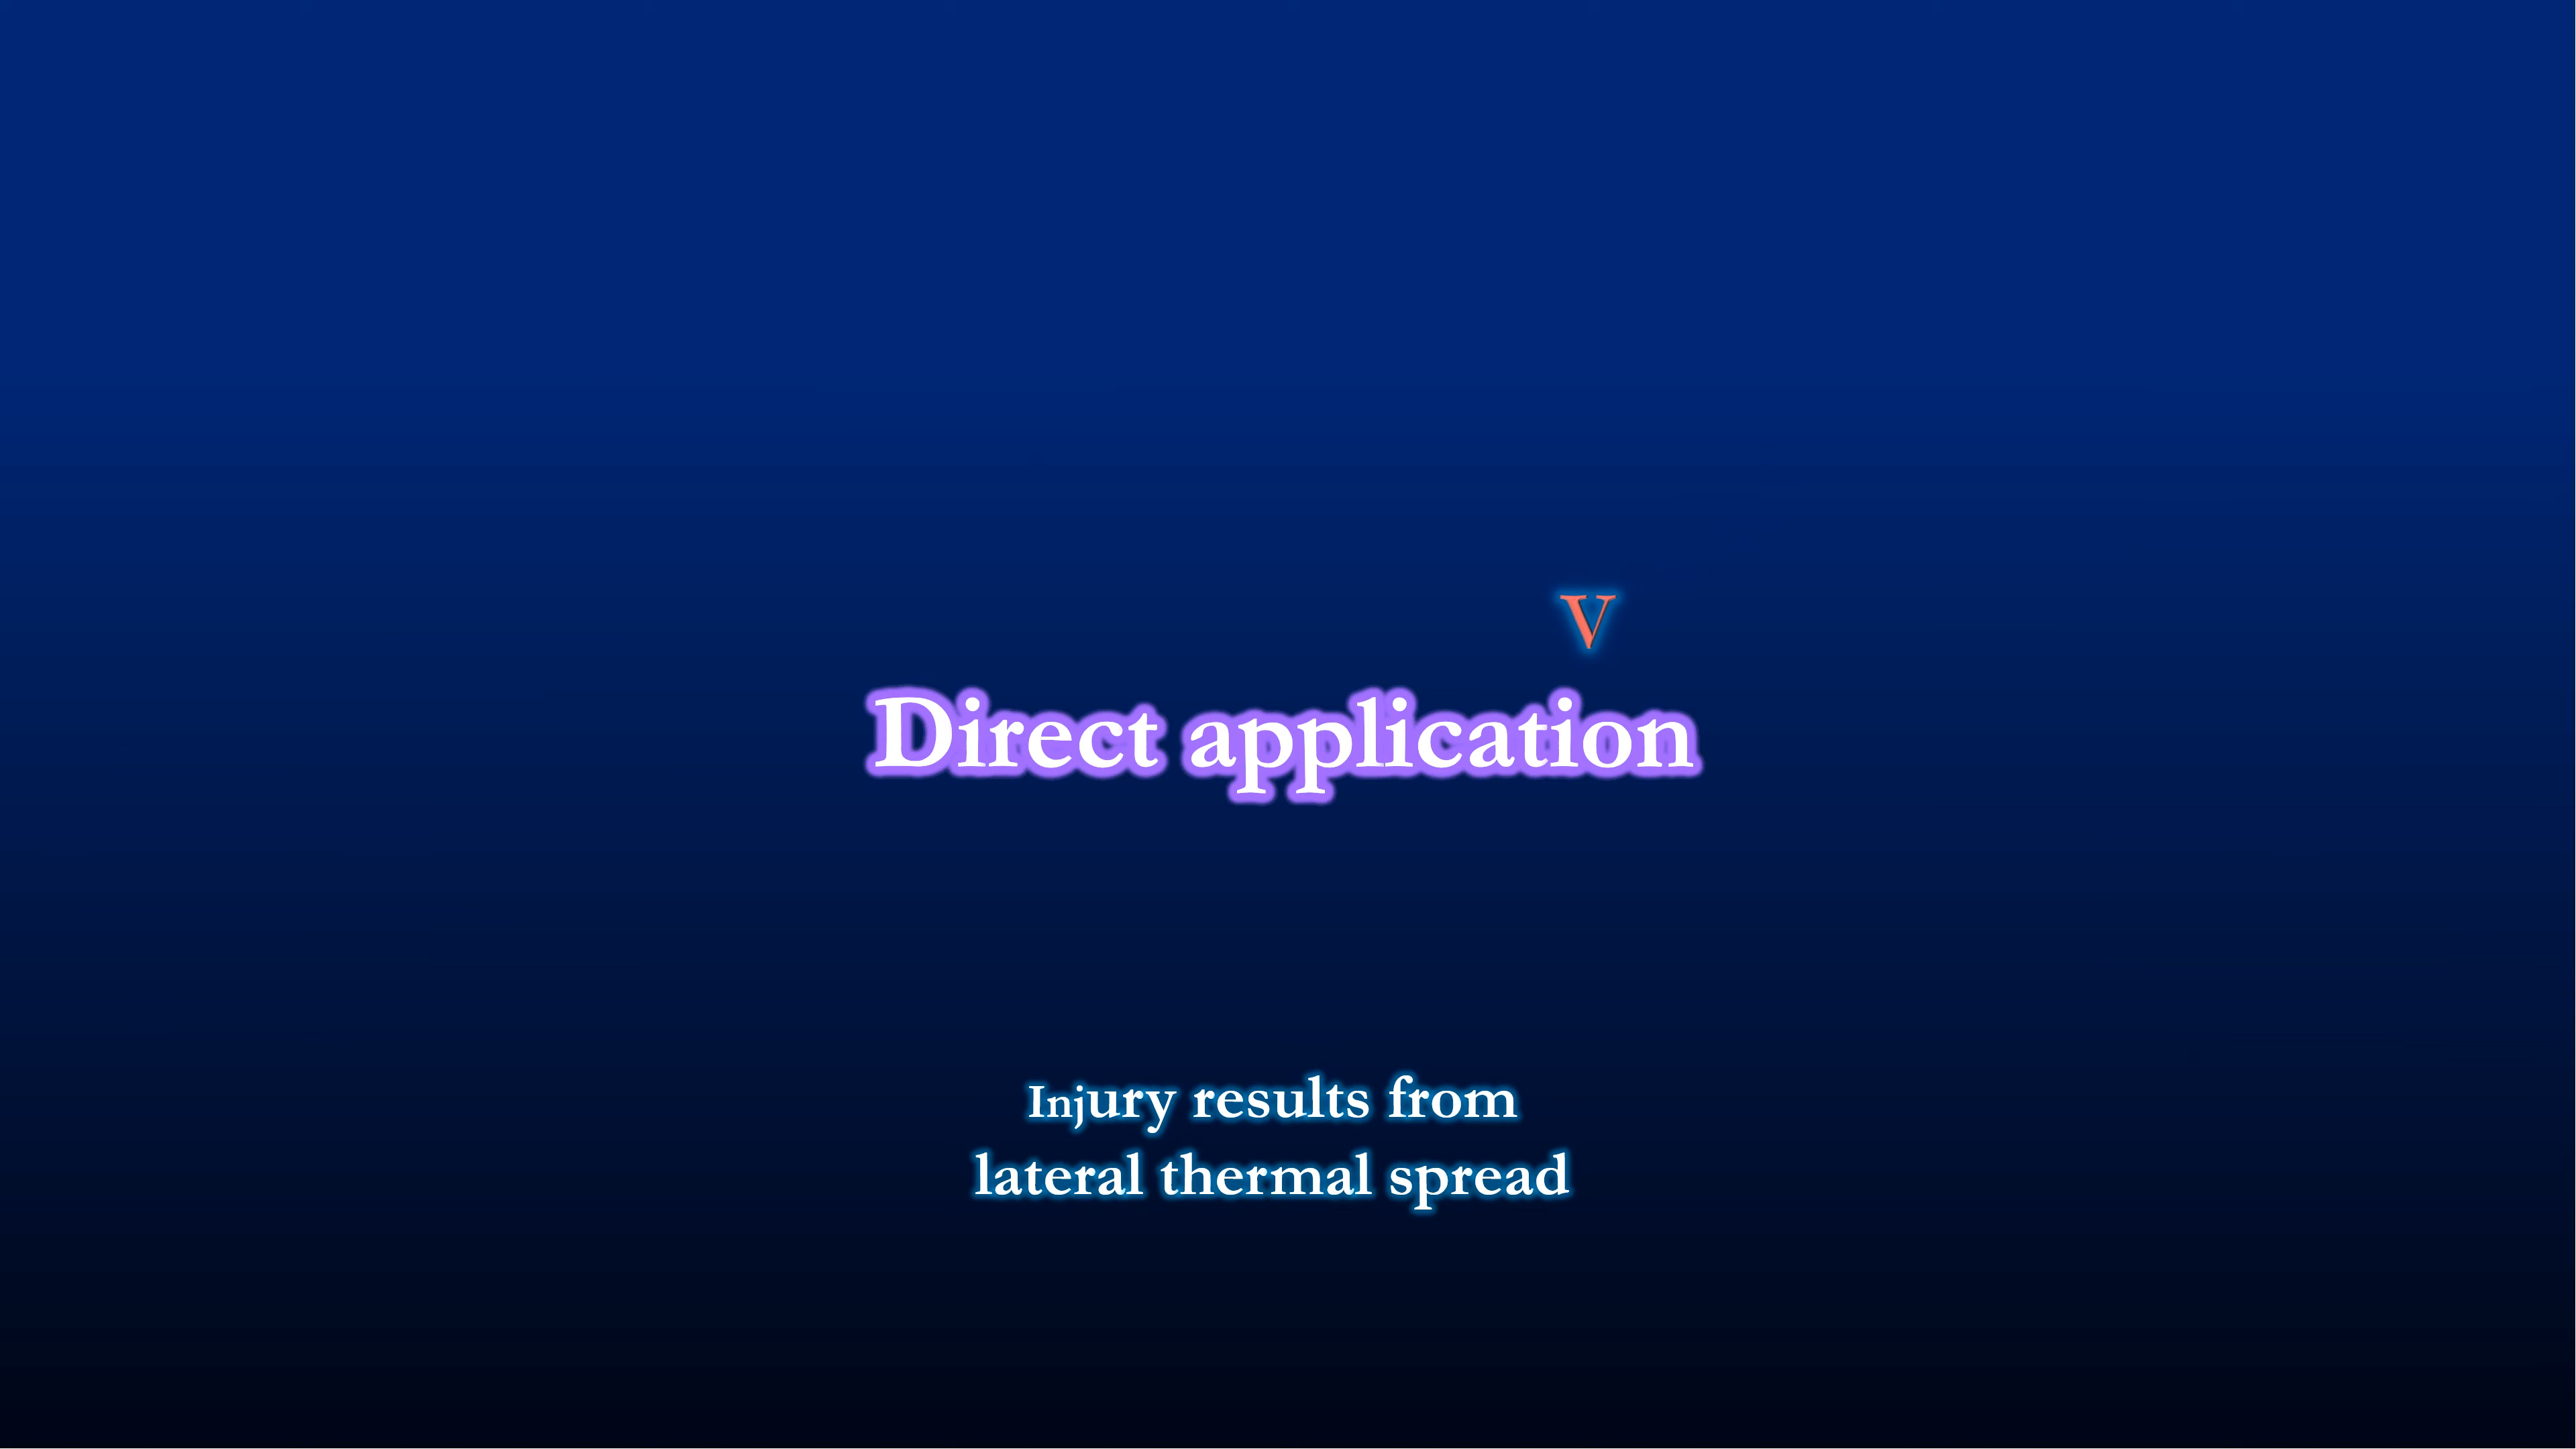 V
Direct application
Injury results from
lateral thermal spread